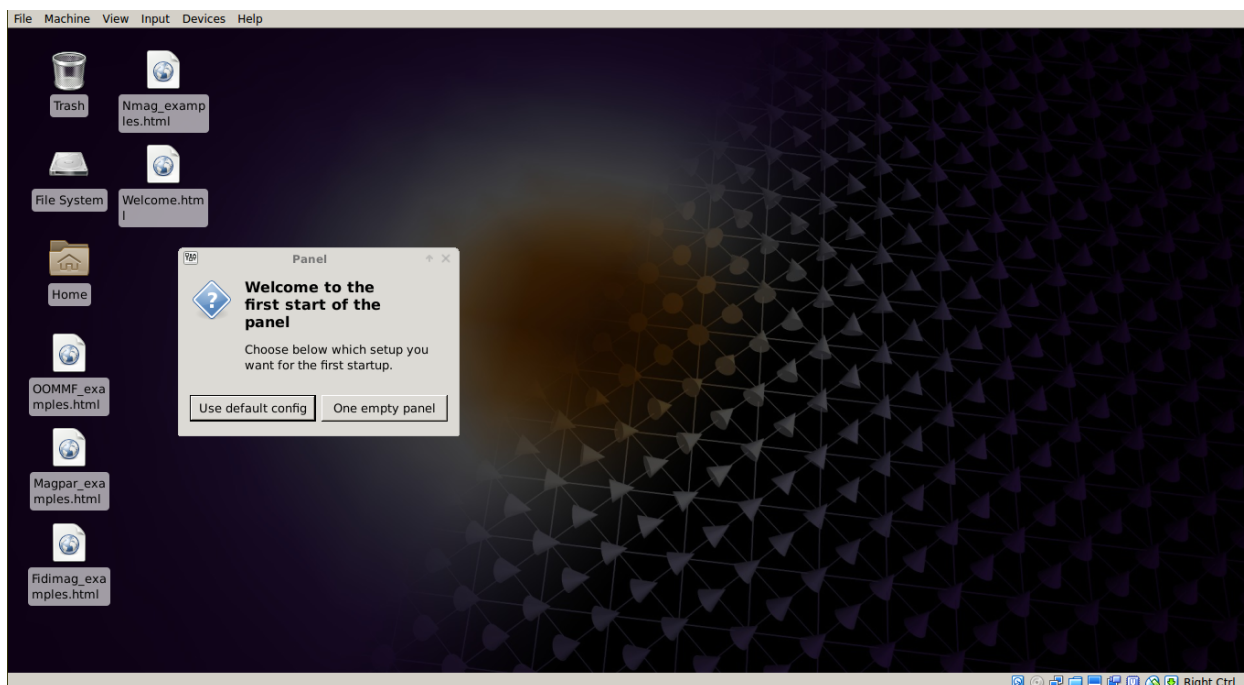 File Machine View Input Devices Help
Trash
Nmag_examp
les.html
File System
Welcome.htm
l
Home
OOMMF_exa
mples.html
Magpar_exa
mples.html
Fidimag_exa
mples.html
Panel
Welcome to the
first start of the
panel
Choose below which setup you
want for the first startup.
Use default config One empty panel
Right Ctrl